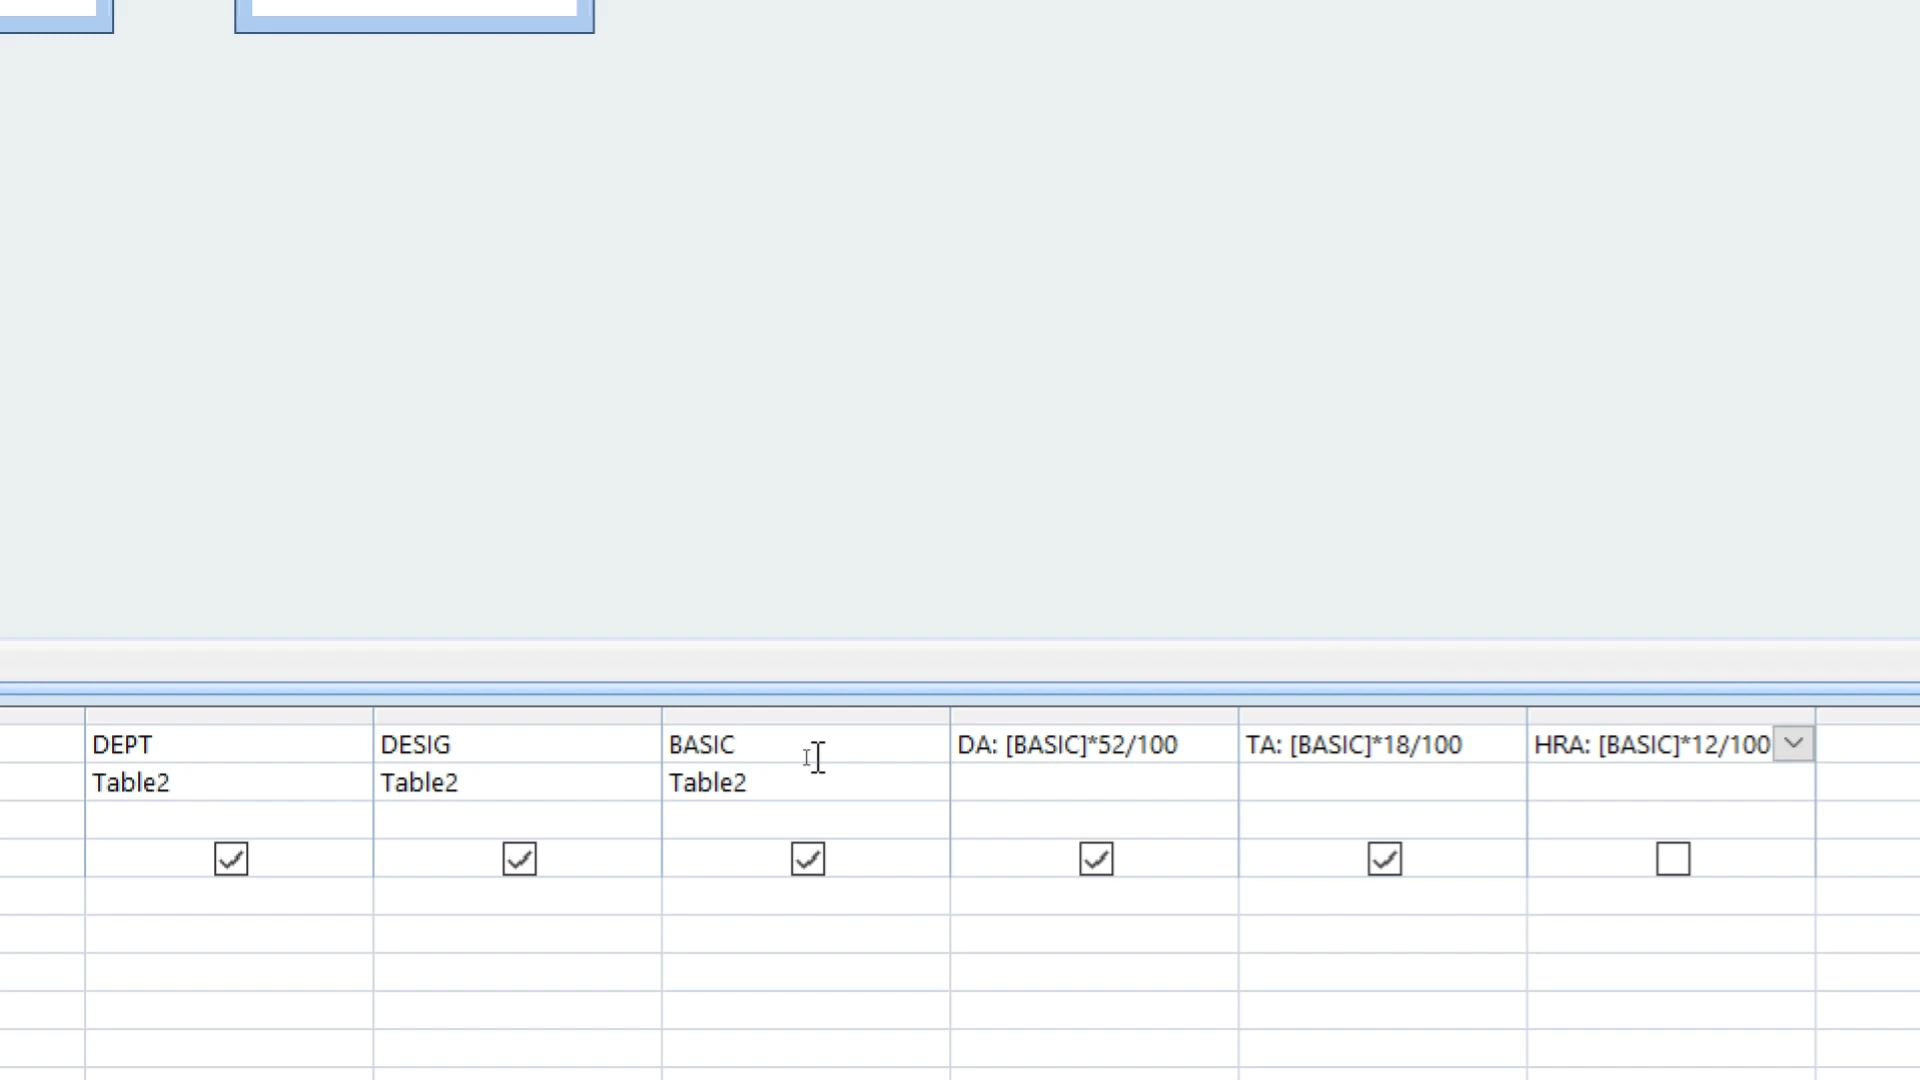 DEPT DESIG BASIC DA: [BASIC]*52/100 TA: [BASIC]*18/100 HRA: [BASIC]*12/100
Table2 Table2 Table2